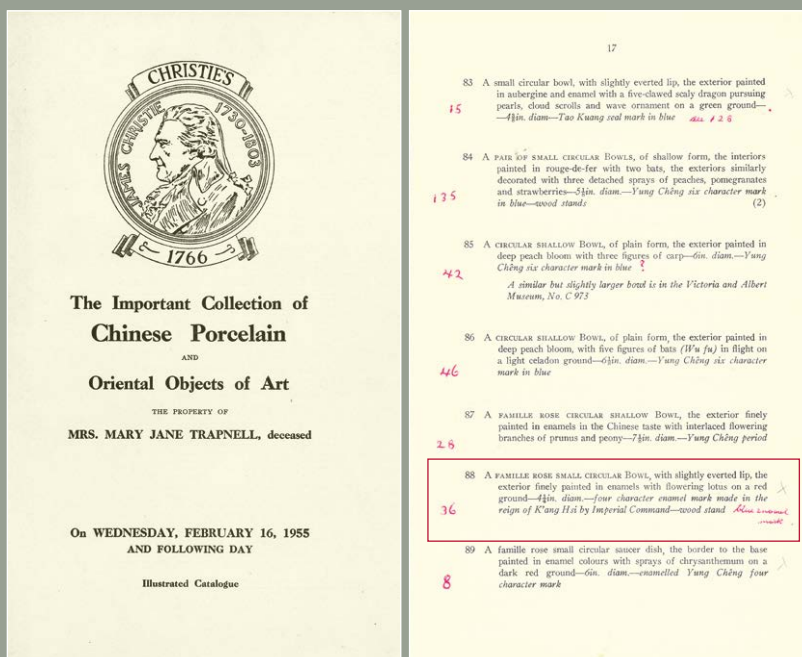 CHRISTIE'S
JAMES CHRISTIE 1730-1803
1766
The Important Collection of
Chinese Porcelain
AND
Oriental Objects of Art
THE PROPERTY OF
MRS. MARY JANE TRAPNELL, deceased
On WEDNESDAY, FEBRUARY 16, 1955
AND FOLLOWING DAY
Illustrated Catalogue
17
83 A small circular bowl, with slightly everted lip, the exterior painted
in aubergine and enamel with a five-clawed scaly dragon pursuing
pearls, cloud scrolls and wave ornament on a green ground—
15
—4⅜in. diam—Tao Kuang seal mark in blue
84 A PAIR OF SMALL CIRCULAR BOWLS, of shallow form, the interiors
painted in rouge-de-fer with two bats, the exteriors similarly
decorated with three detached sprays of peaches, pomegranates
135
and strawberries—5¼in. diam.—Yung Chêng six character mark
in blue—wood stands (2)
85 A CIRCULAR SHALLOW BOWL, of plain form, the exterior painted in
deep peach bloom with three figures of carp—6in. diam.—Yung
42
Chêng six character mark in blue ?
A similar but slightly larger bowl is in the Victoria and Albert
Museum, No. C 973
86 A CIRCULAR SHALLOW BOWL, of plain form, the exterior painted in
deep peach bloom, with five figures of bats (Wu fu) in flight on
a light celadon ground—6½in. diam.—Yung Chêng six character
46
mark in blue
87 A FAMILLE ROSE CIRCULAR SHALLOW BOWL, the exterior finely
painted in enamels in the Chinese taste with interlaced flowering
28
branches of prunus and peony—7½in. diam.—Yung Chêng period
88 A FAMILLE ROSE SMALL CIRCULAR BOWL, with slightly everted lip, the
exterior finely painted in enamels with flowering lotus on a red
ground—4⅜in. diam.—four character enamel mark made in the
36
reign of K'ang Hsi by Imperial Command—wood stand blue enamel
mark
89 A famille rose small circular saucer dish, the border to the base
painted in enamel colours with sprays of chrysanthemum on a
dark red ground—6in. diam.—enamelled Yung Chêng four
8
character mark